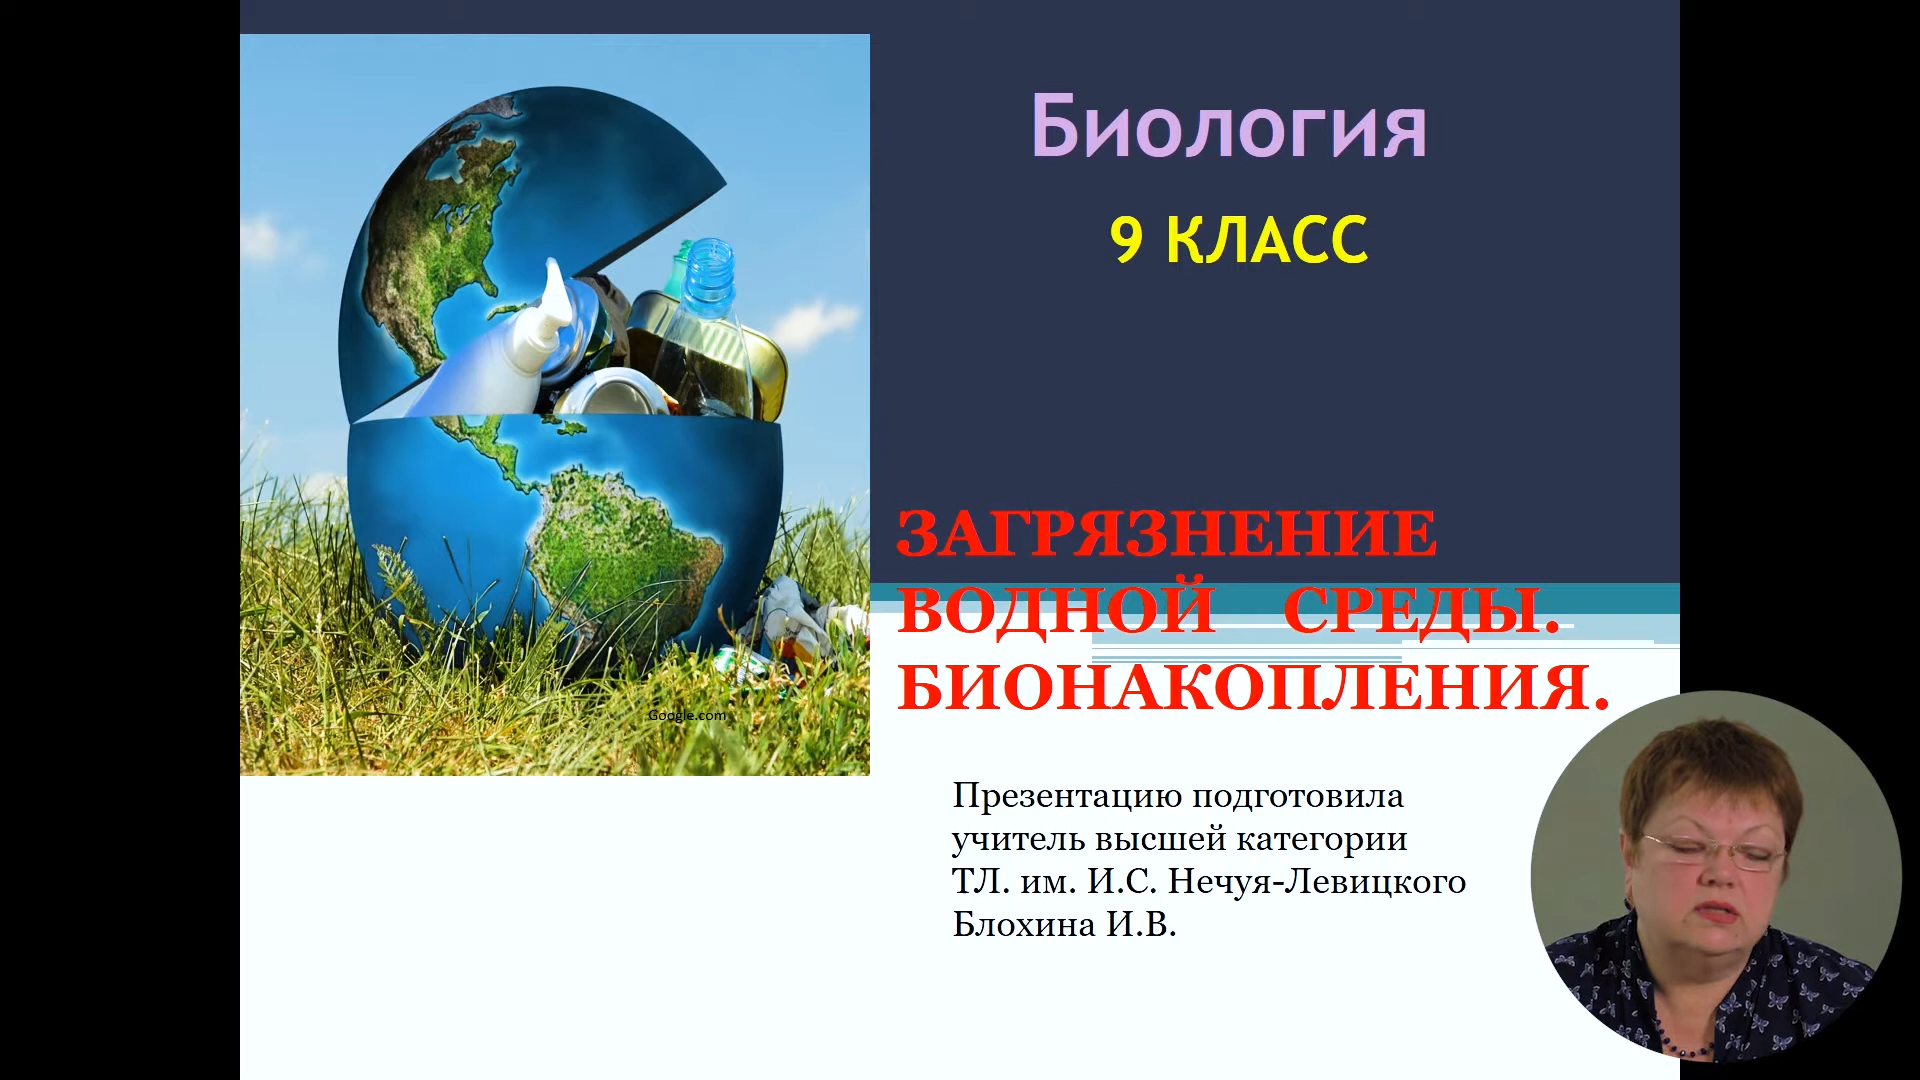 Биология
9 КЛАСС
ЗАГРЯЗНЕНИЕ
ВОДНОЙ СРЕДЫ.
БИОНАКОПЛЕНИЯ.
Google.com
Презентацию подготовила
учитель высшей категории
ТЛ. им. И.С. Нечуя-Левицкого
Блохина И.В.